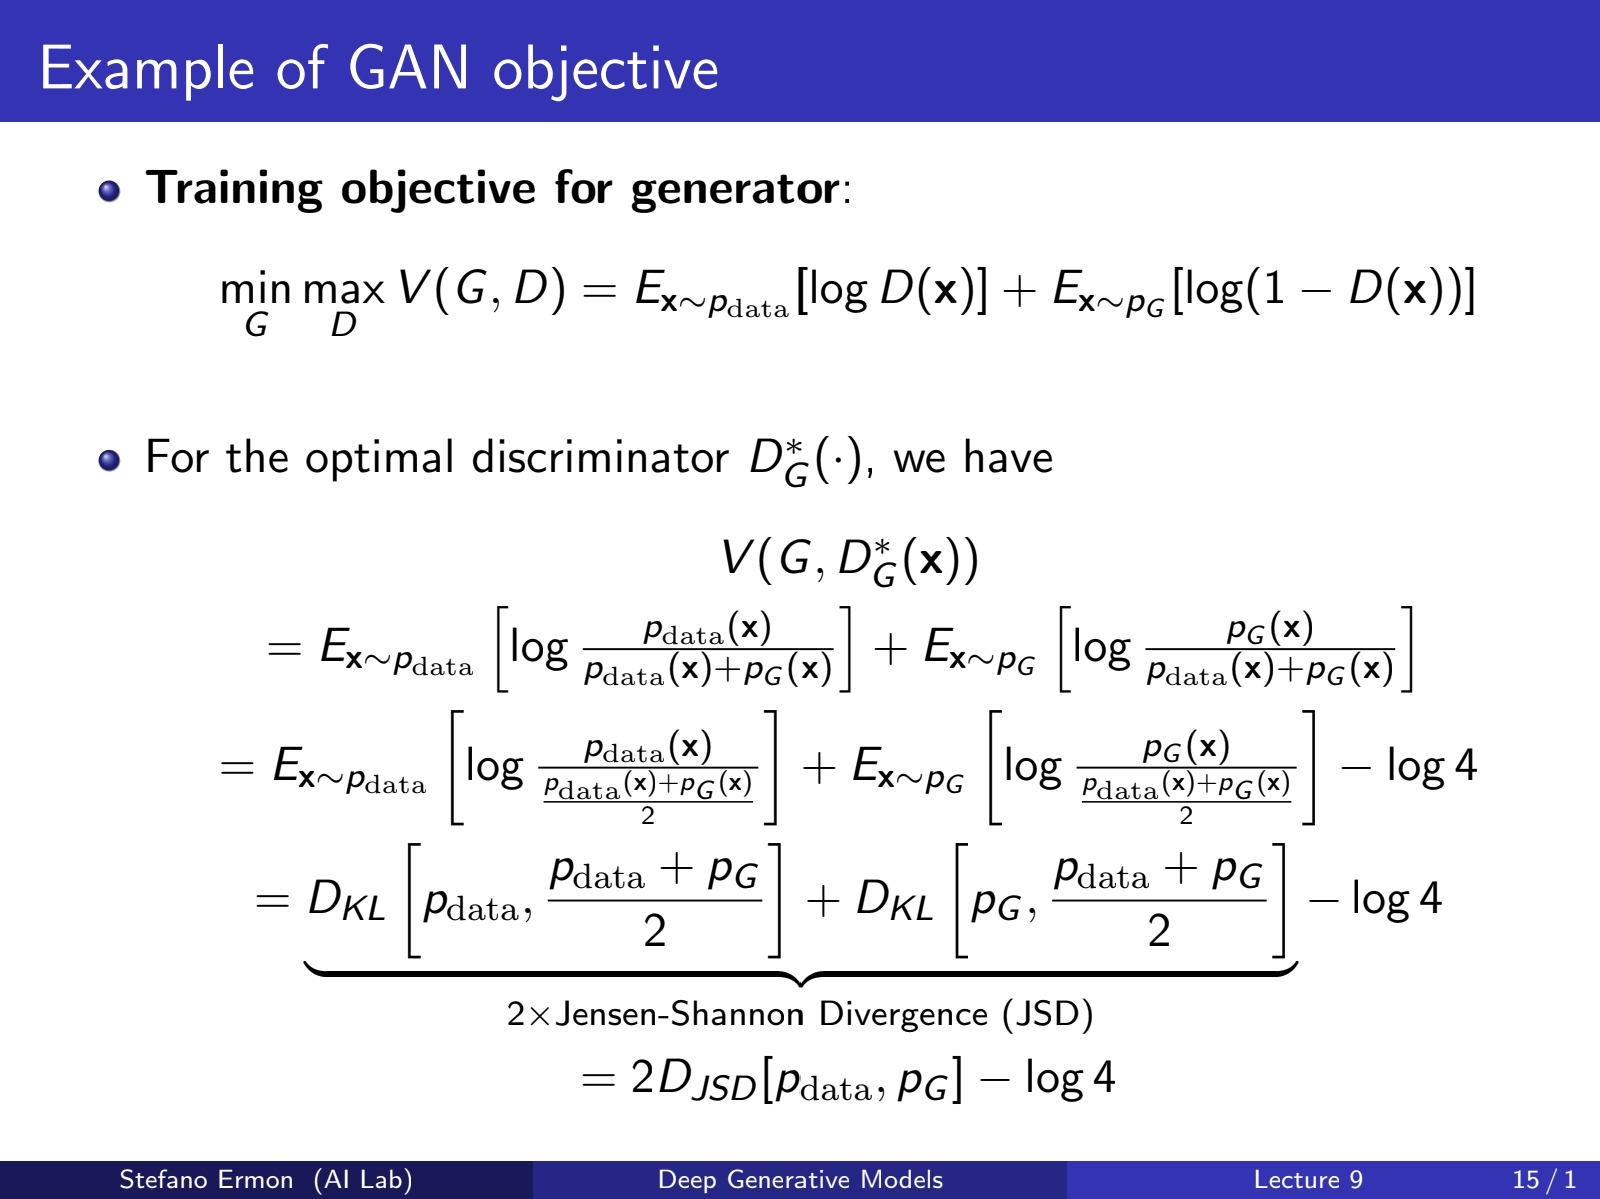 Example of GAN objective
Training objective for generator:
min_G max_D V(G, D) = E_{x∼p_data}[log D(x)] + E_{x∼p_G}[log(1 − D(x))]
For the optimal discriminator D*_G(·), we have
V(G, D*_G(x))
= E_{x∼p_data} [log p_data(x) / (p_data(x)+p_G(x))] + E_{x∼p_G} [log p_G(x) / (p_data(x)+p_G(x))]
= E_{x∼p_data} [log p_data(x) / ((p_data(x)+p_G(x)) / 2)] + E_{x∼p_G} [log p_G(x) / ((p_data(x)+p_G(x)) / 2)] − log 4
= D_KL [p_data, (p_data + p_G) / 2] + D_KL [p_G, (p_data + p_G) / 2] − log 4
2×Jensen-Shannon Divergence (JSD)
= 2D_JSD[p_data, p_G] − log 4
Stefano Ermon (AI Lab) Deep Generative Models Lecture 9 15 / 1